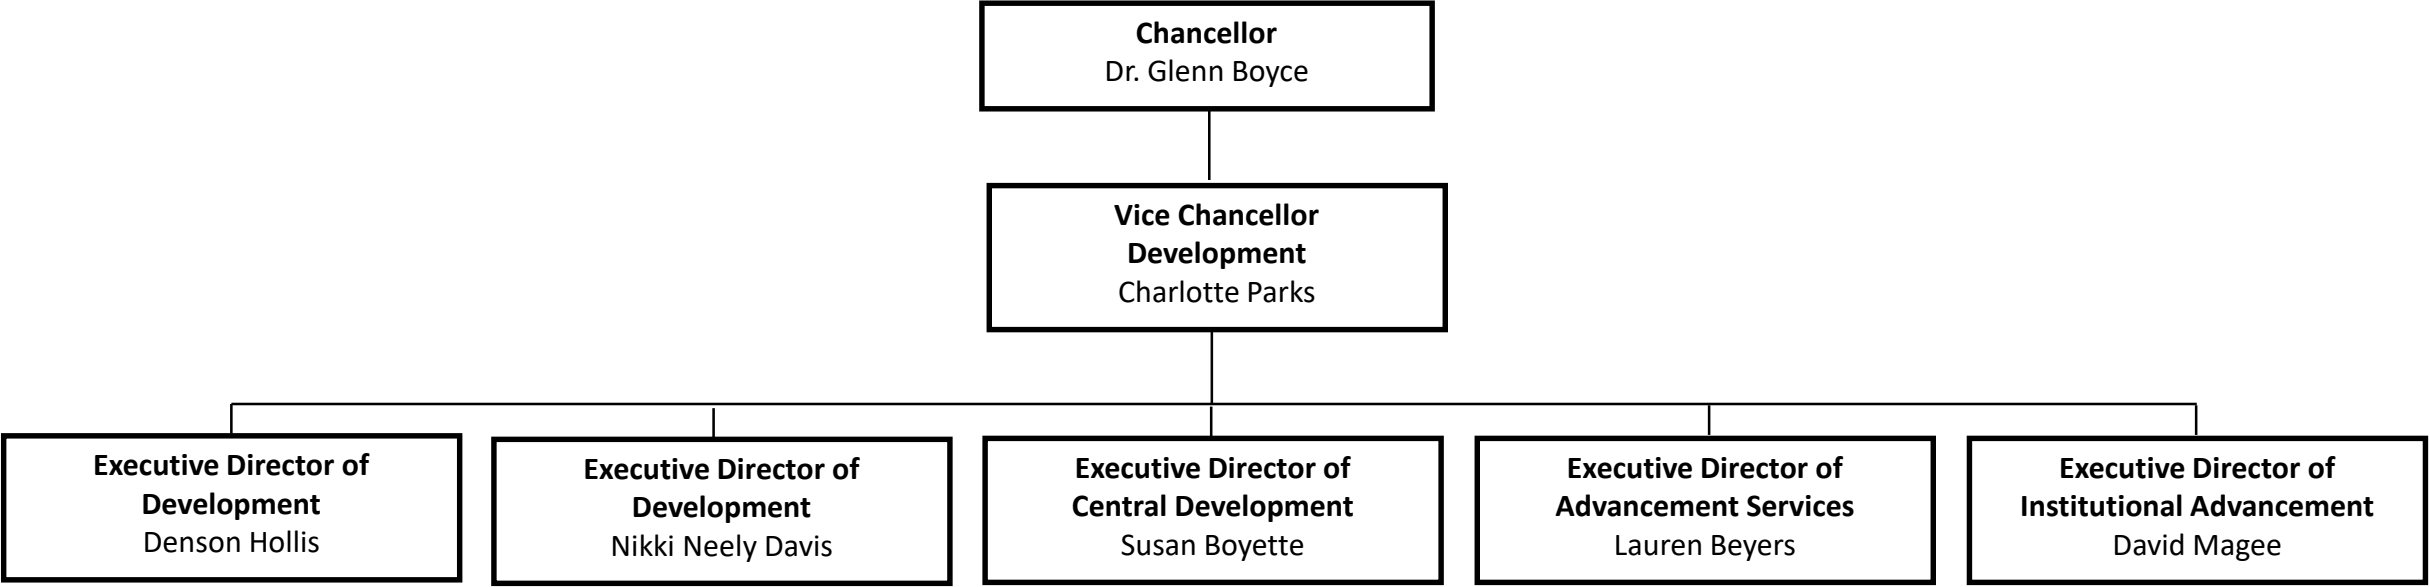 Chancellor
Dr. Glenn Boyce
Vice Chancellor
Development
Charlotte Parks
Executive Director of
Development
Denson Hollis
Executive Director of
Development
Nikki Neely Davis
Executive Director of
Central Development
Susan Boyette
Executive Director of
Advancement Services
Lauren Beyers
Executive Director of
Institutional Advancement
David Magee